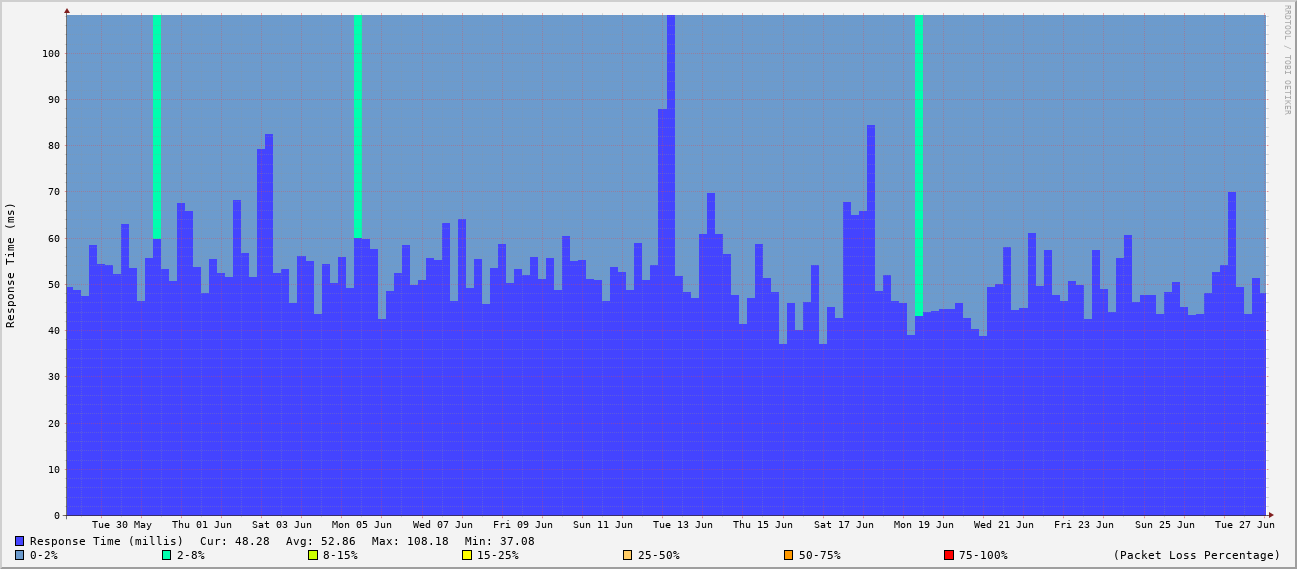 RRDTOOL / TOBI OETIKER
Response Time (ms)
100
90
80
70
60
50
40
30
20
10
0
Tue 30 May Thu 01 Jun Sat 03 Jun Mon 05 Jun Wed 07 Jun Fri 09 Jun Sun 11 Jun Tue 13 Jun Thu 15 Jun Sat 17 Jun Mon 19 Jun Wed 21 Jun Fri 23 Jun Sun 25 Jun Tue 27 Jun
Response Time (millis) Cur: 48.28 Avg: 52.86 Max: 108.18 Min: 37.08
0-2% 2-8% 8-15% 15-25% 25-50% 50-75% 75-100% (Packet Loss Percentage)